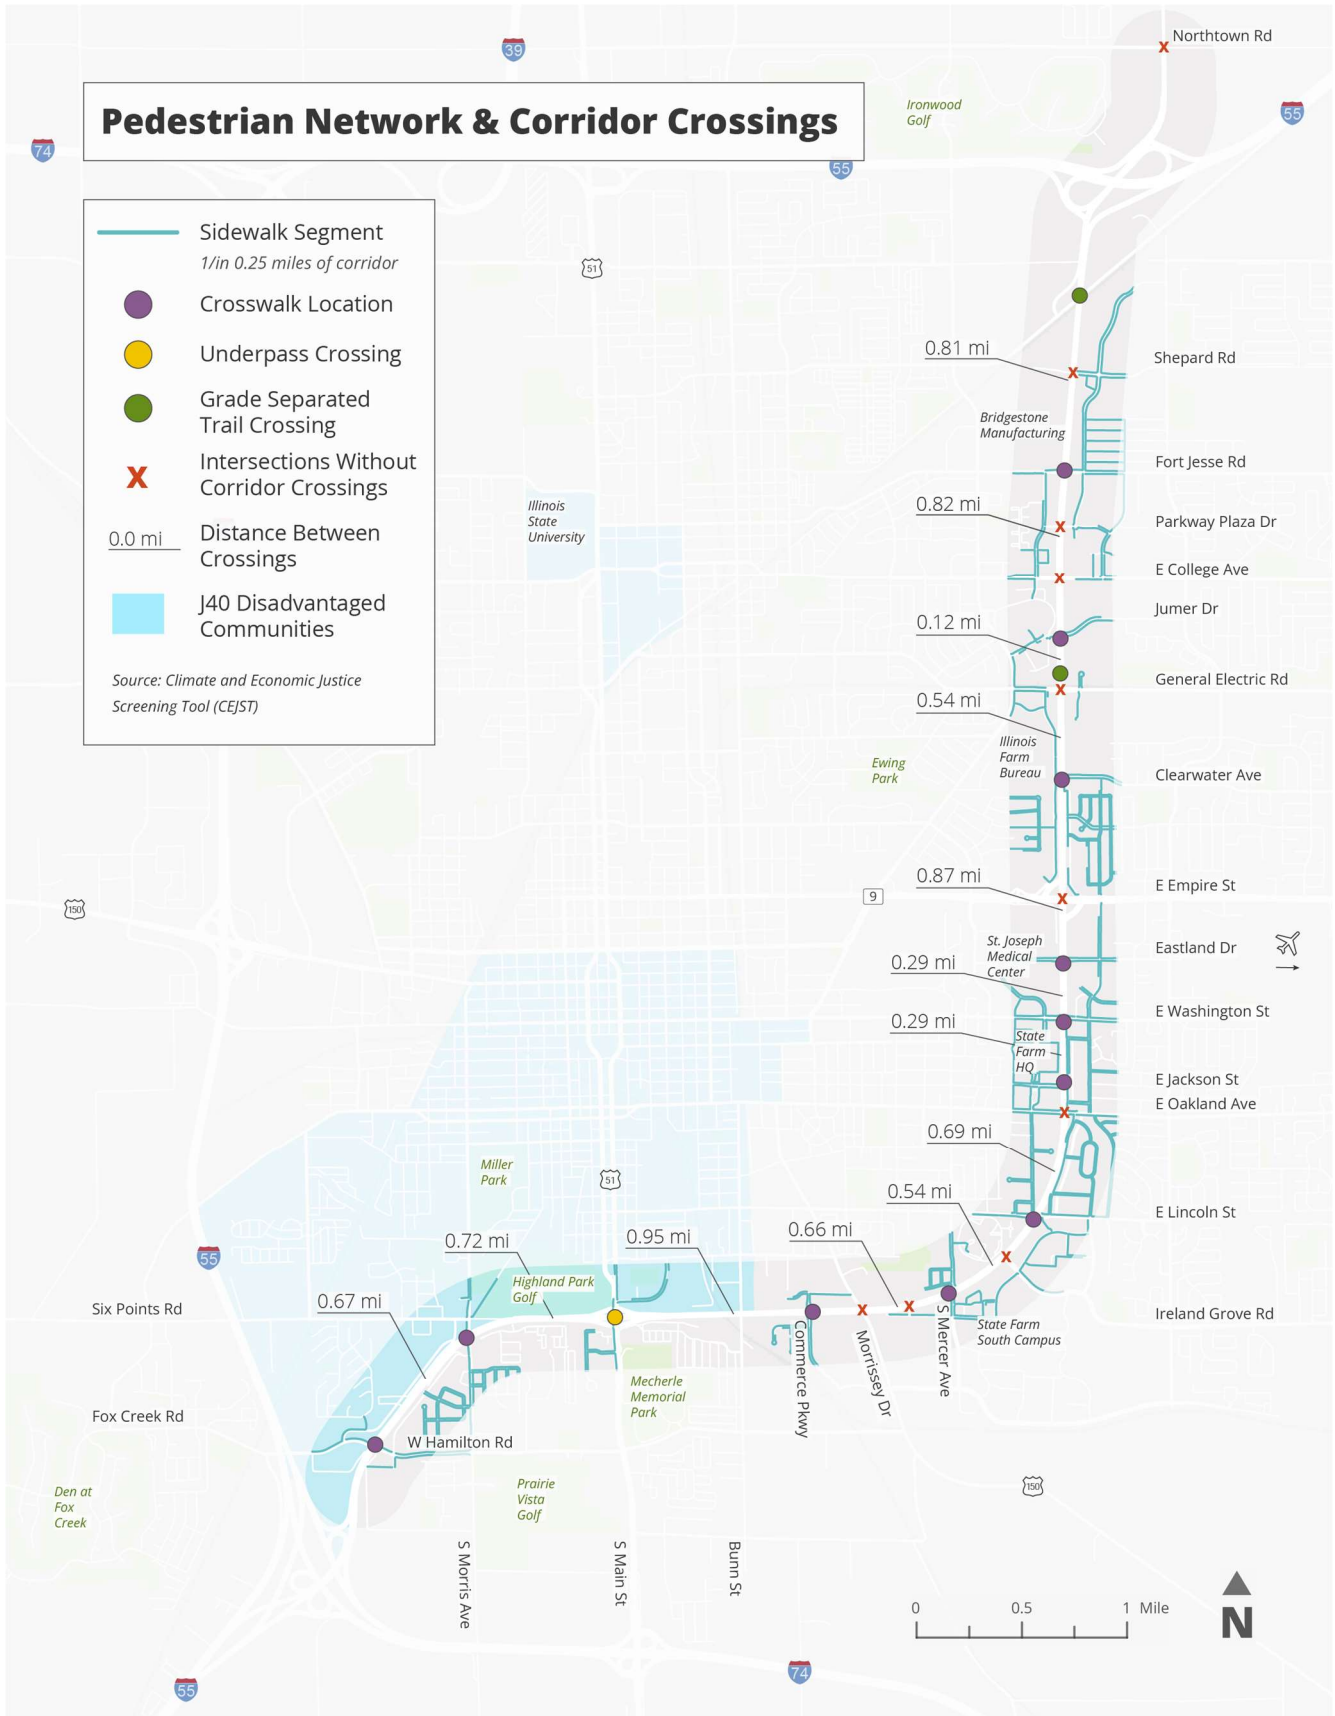 Northtown Rd
39
Ironwood
Golf
Pedestrian Network & Corridor Crossings
55
74
55
Sidewalk Segment
1/in 0.25 miles of corridor
Crosswalk Location
Underpass Crossing
Grade Separated
Trail Crossing
X
Intersections Without
Corridor Crossings
0.0 mi
Distance Between
Crossings
J40 Disadvantaged
Communities
Source: Climate and Economic Justice
Screening Tool (CEJST)
51
0.81 mi
X
Shepard Rd
Bridgestone
Manufacturing
Fort Jesse Rd
0.82 mi
X
Parkway Plaza Dr
Illinois
State
University
X
E College Ave
Jumer Dr
0.12 mi
General Electric Rd
X
0.54 mi
Illinois
Farm
Bureau
Ewing
Park
Clearwater Ave
0.87 mi
E Empire St
9
X
150
St. Joseph
Medical
Center
Eastland Dr
0.29 mi
E Washington St
0.29 mi
State
Farm
HQ
E Jackson St
E Oakland Ave
X
0.69 mi
Miller
Park
51
0.54 mi
E Lincoln St
0.66 mi
0.95 mi
0.72 mi
X
55
Highland Park
Golf
0.67 mi
Six Points Rd
X
X
X
Ireland Grove Rd
State Farm
South Campus
S Mercer Ave
Morrissey Dr
Commerce Pkwy
Mecherle
Memorial
Park
Fox Creek Rd
W Hamilton Rd
Prairie
Vista
Golf
Den at
Fox
Creek
150
S Morris Ave
S Main St
Bunn St
0 0.5 1 Mile
N
74
55